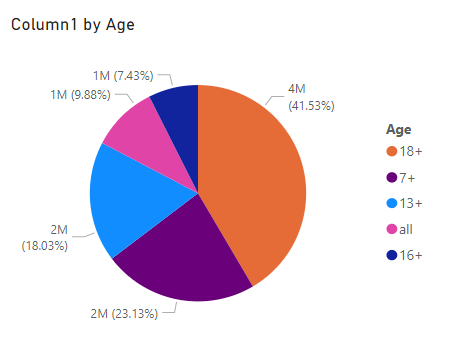 Column1 by Age
1M (7.43%)
1M (9.88%)
4M
(41.53%)
2M
(18.03%)
2M (23.13%)
Age
18+
7+
13+
all
16+